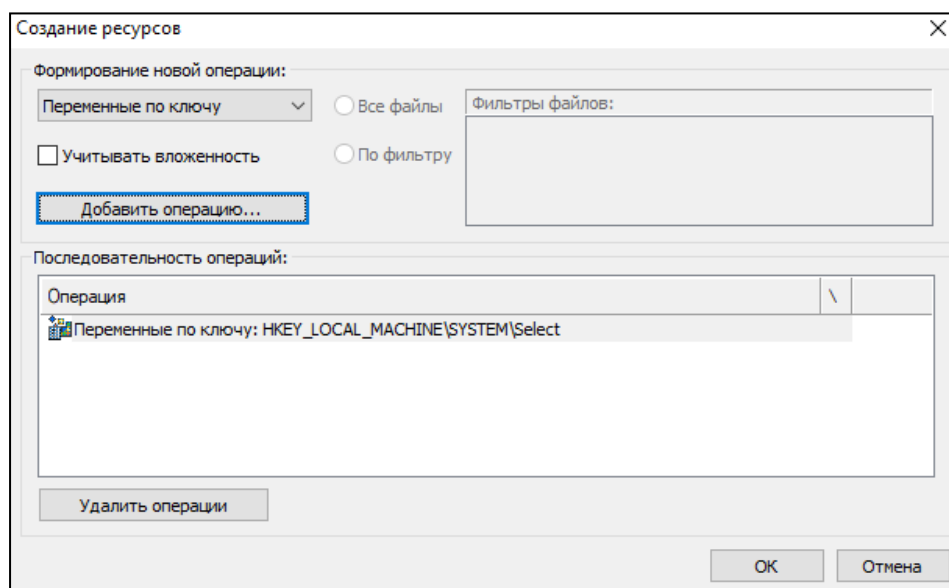 Создание ресурсов
Формирование новой операции:
Переменные по ключу
Все файлы
Фильтры файлов:
Учитывать вложенность
По фильтру
Добавить операцию...
Последовательность операций:
Операция \
Переменные по ключу: HKEY_LOCAL_MACHINE\SYSTEM\Select
Удалить операции
ОК Отмена